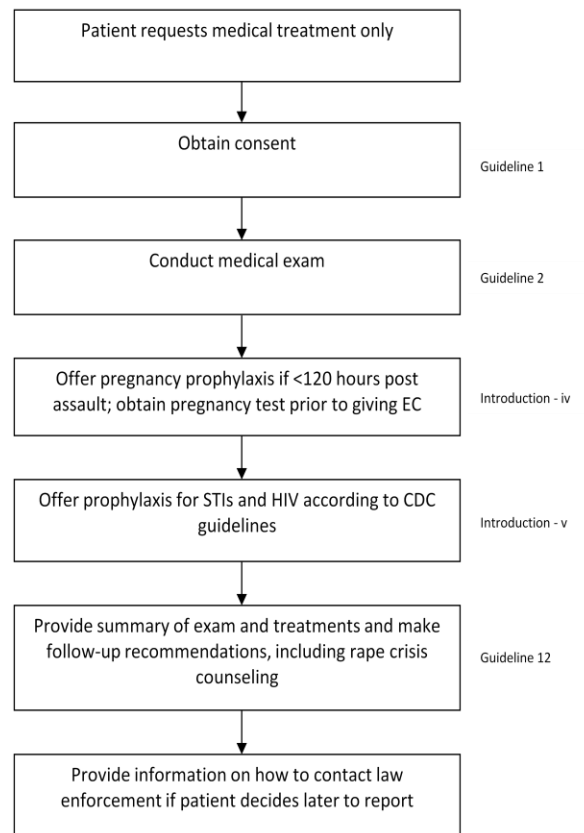 Patient requests medical treatment only
Obtain consent
Guideline 1
Conduct medical exam
Guideline 2
Offer pregnancy prophylaxis if <120 hours post
assault; obtain pregnancy test prior to giving EC
Introduction - iv
Offer prophylaxis for STIs and HIV according to CDC
guidelines
Introduction - v
Provide summary of exam and treatments and make
follow-up recommendations, including rape crisis
counseling
Guideline 12
Provide information on how to contact law
enforcement if patient decides later to report